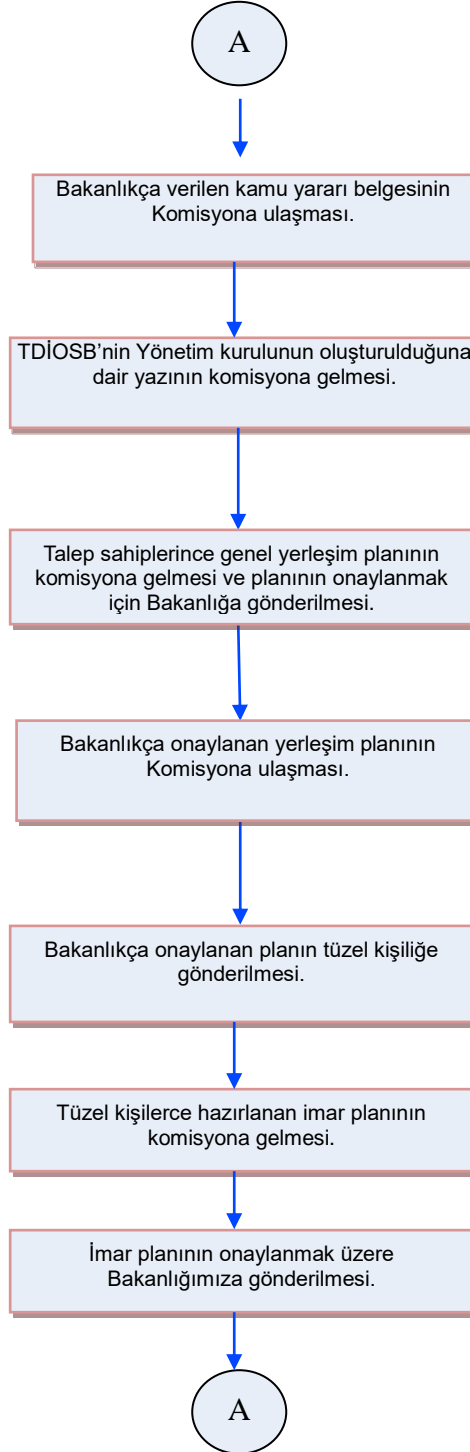 A
Bakanlıkça verilen kamu yararı belgesinin
Komisyona ulaşması.
TDİOSB’nin Yönetim kurulunun oluşturulduğuna
dair yazının komisyona gelmesi.
Talep sahiplerince genel yerleşim planının
komisyona gelmesi ve planının onaylanmak
için Bakanlığa gönderilmesi.
Bakanlıkça onaylanan yerleşim planının
Komisyona ulaşması.
Bakanlıkça onaylanan planın tüzel kişiliğe
gönderilmesi.
Tüzel kişilerce hazırlanan imar planının
komisyona gelmesi.
İmar planının onaylanmak üzere
Bakanlığımıza gönderilmesi.
A